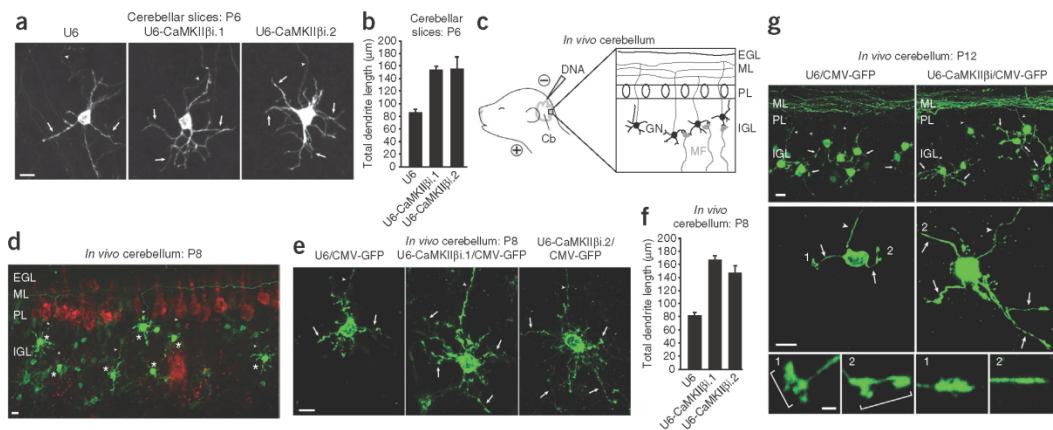 a
Cerebellar slices: P6
U6
U6-CaMKIIβi.1
U6-CaMKIIβi.2
b
Cerebellar
slices: P6
Total dendrite length (µm)
200
180
160
140
120
100
80
60
40
20
0
U6
U6-CaMKIIβi.1
U6-CaMKIIβi.2
c
In vivo cerebellum
DNA
Cb
EGL
ML
PL
IGL
GN
MF
d
In vivo cerebellum: P8
EGL
ML
PL
IGL
e
In vivo cerebellum: P8
U6/CMV-GFP
U6-CaMKIIβi.1/CMV-GFP
U6-CaMKIIβi.2/
CMV-GFP
f
In vivo
cerebellum: P8
Total dendrite length (µm)
200
180
160
140
120
100
80
60
40
20
0
U6
U6-CaMKIIβi.1
U6-CaMKIIβi.2
g
In vivo cerebellum: P12
U6/CMV-GFP
U6-CaMKIIβi/CMV-GFP
ML
PL
IGL
ML
PL
IGL
1
2
2
1
1
2
1
2